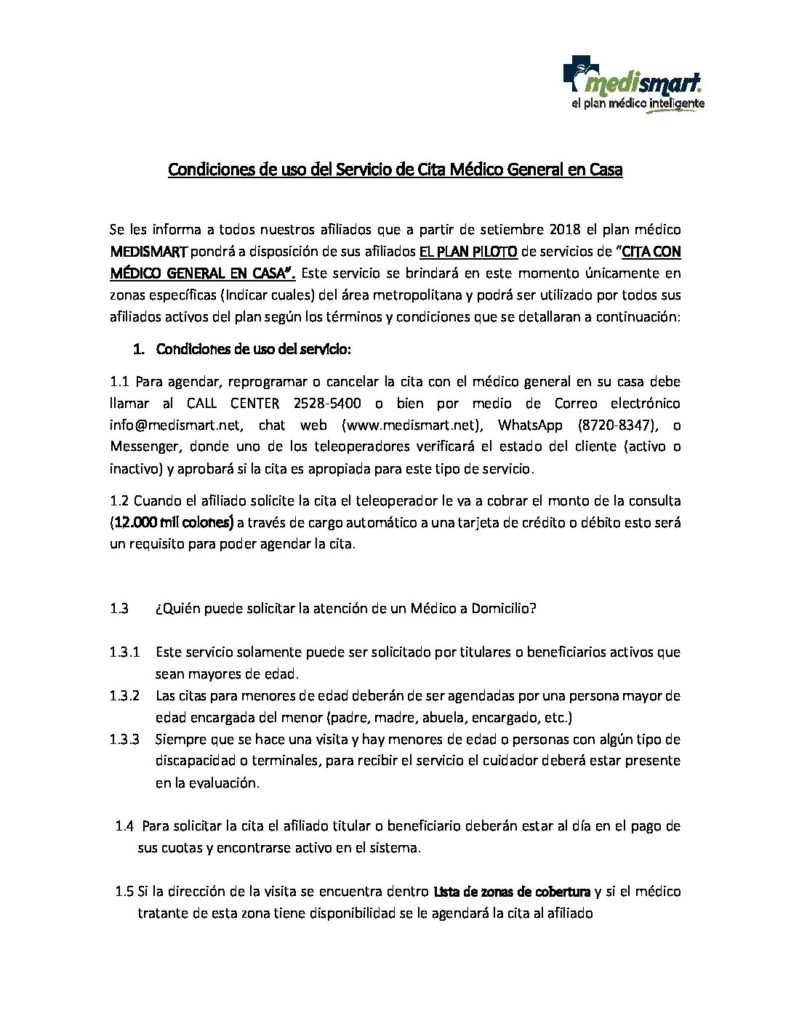 medismart.
el plan médico inteligente
Condiciones de uso del Servicio de Cita Médico General en Casa
Se les informa a todos nuestros afiliados que a partir de setiembre 2018 el plan médico
MEDISMART pondrá a disposición de sus afiliados EL PLAN PILOTO de servicios de "CITA CON
MÉDICO GENERAL EN CASA". Este servicio se brindará en este momento únicamente en
zonas específicas (Indicar cuales) del área metropolitana y podrá ser utilizado por todos sus
afiliados activos del plan según los términos y condiciones que se detallaran a continuación:
1. Condiciones de uso del servicio:
1.1 Para agendar, reprogramar o cancelar la cita con el médico general en su casa debe
llamar al CALL CENTER 2528-5400 o bien por medio de Correo electrónico
info@medismart.net, chat web (www.medismart.net), WhatsApp (8720-8347), o
Messenger, donde uno de los teleoperadores verificará el estado del cliente (activo o
inactivo) y aprobará si la cita es apropiada para este tipo de servicio.
1.2 Cuando el afiliado solicite la cita el teleoperador le va a cobrar el monto de la consulta
(12.000 mil colones) a través de cargo automático a una tarjeta de crédito o débito esto será
un requisito para poder agendar la cita.
1.3 ¿Quién puede solicitar la atención de un Médico a Domicilio?
1.3.1 Este servicio solamente puede ser solicitado por titulares o beneficiarios activos que
sean mayores de edad.
1.3.2 Las citas para menores de edad deberán de ser agendadas por una persona mayor de
edad encargada del menor (padre, madre, abuela, encargado, etc.)
1.3.3 Siempre que se hace una visita y hay menores de edad o personas con algún tipo de
discapacidad o terminales, para recibir el servicio el cuidador deberá estar presente
en la evaluación.
1.4 Para solicitar la cita el afiliado titular o beneficiario deberán estar al día en el pago de
sus cuotas y encontrarse activo en el sistema.
1.5 Si la dirección de la visita se encuentra dentro Lista de zonas de cobertura y si el médico
tratante de esta zona tiene disponibilidad se le agendará la cita al afiliado